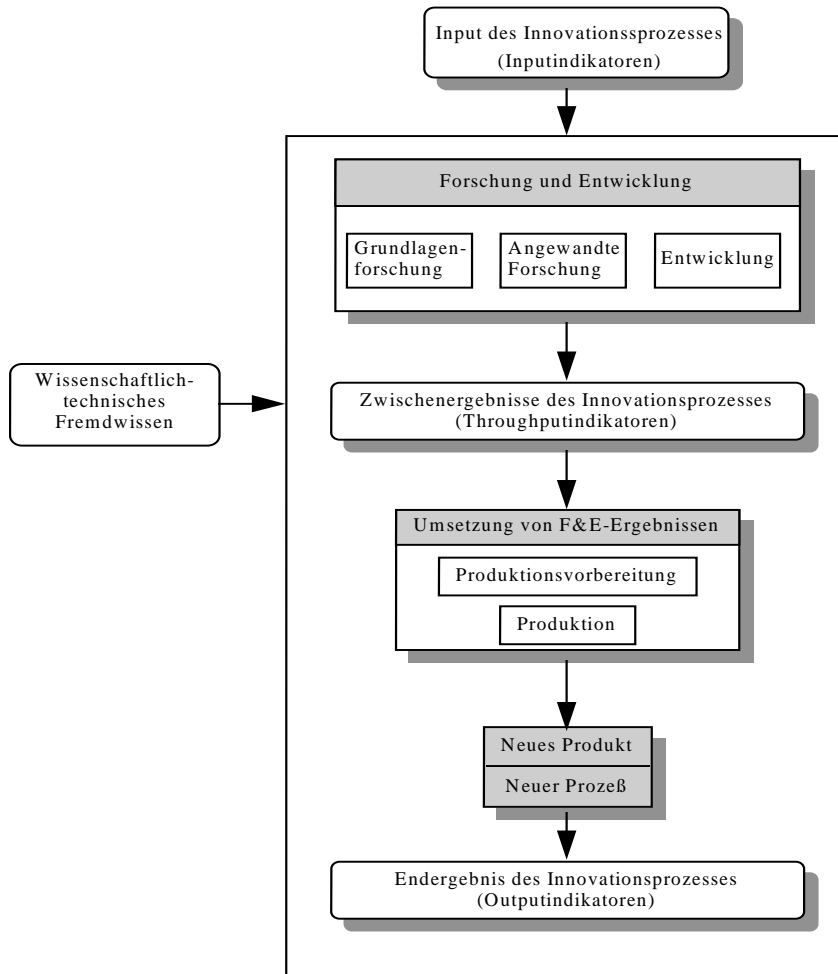 Input des Innovationssprozesses
(Inputindikatoren)
Forschung und Entwicklung
Grundlagen-
forschung
Angewandte
Forschung
Entwicklung
Wissenschaftlich-
technisches
Fremdwissen
Zwischenergebnisse des Innovationsprozesses
(Throughputindikatoren)
Umsetzung von F&E-Ergebnissen
Produktionsvorbereitung
Produktion
Neues Produkt
Neuer Prozeß
Endergebnis des Innovationsprozesses
(Outputindikatoren)